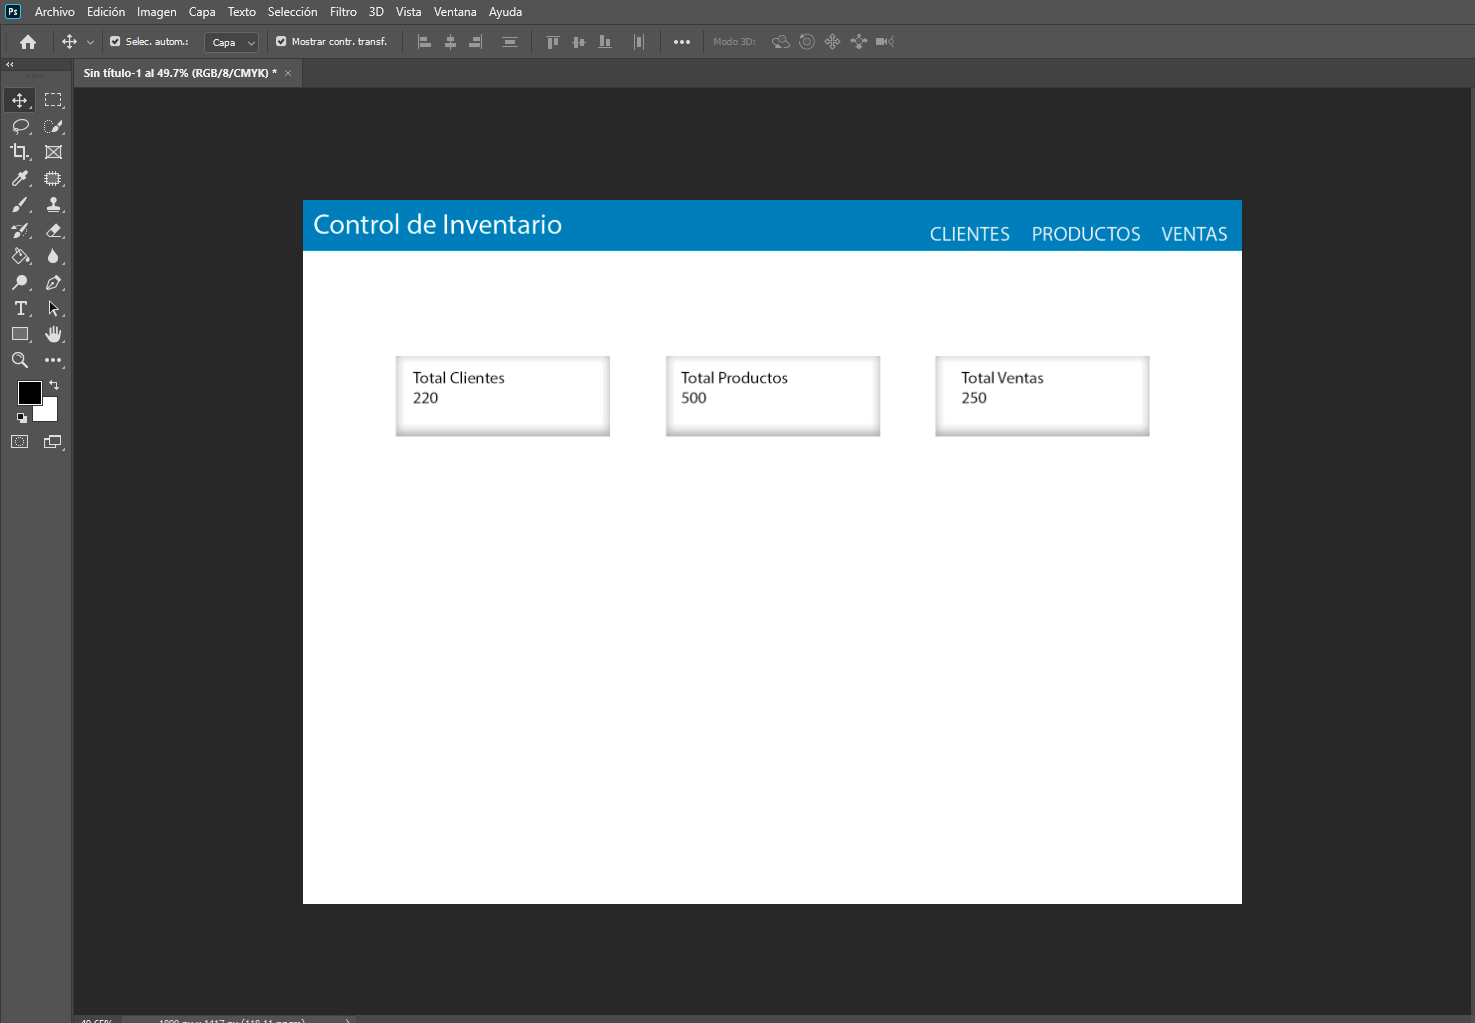 Ps Archivo Edición Imagen Capa Texto Selección Filtro 3D Vista Ventana Ayuda
Selec. autom.: Capa Mostrar contr. transf. Modo 3D:
Sin título-1 al 49.7% (RGB/8/CMYK) * ×
Control de Inventario
CLIENTES PRODUCTOS VENTAS
Total Clientes
220
Total Productos
500
Total Ventas
250
T